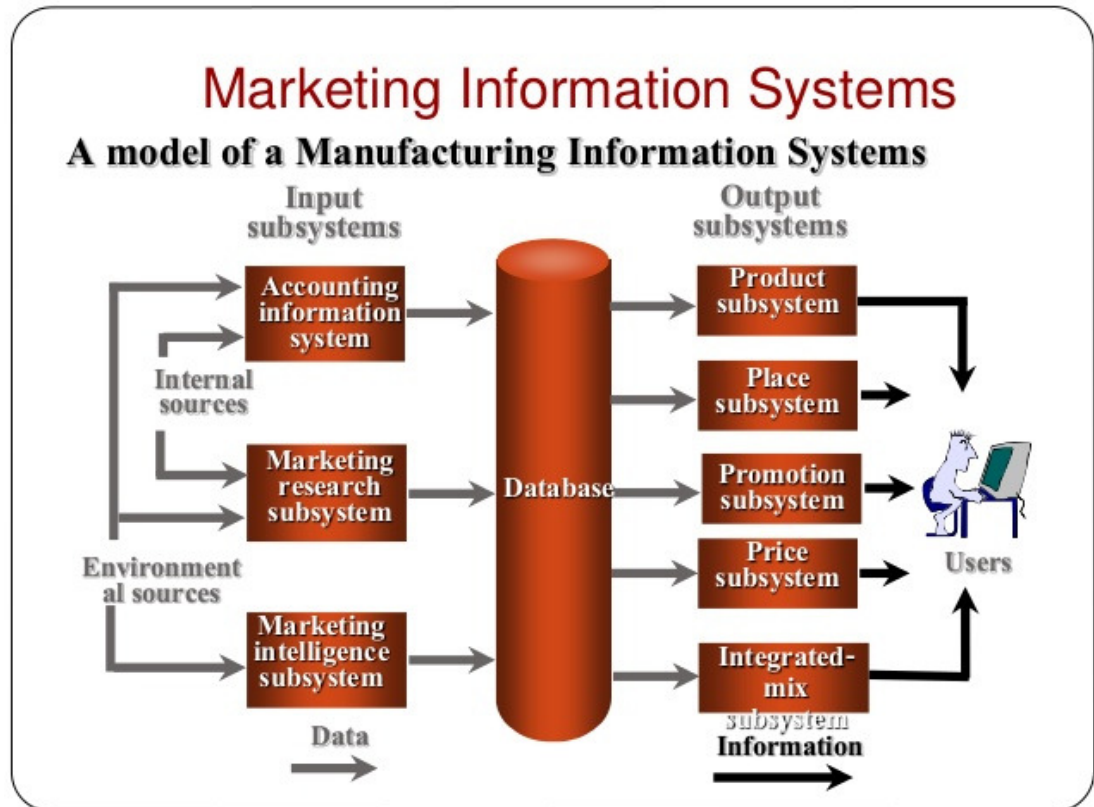 Marketing Information Systems
A model of a Manufacturing Information Systems
Input
subsystems
Output
subsystems
Accounting
information
system
Internal
sources
Marketing
research
subsystem
Environment
al sources
Marketing
intelligence
subsystem
Data
Database
Product
subsystem
Place
subsystem
Promotion
subsystem
Price
subsystem
Integrated-
mix
subsystem
Information
Users